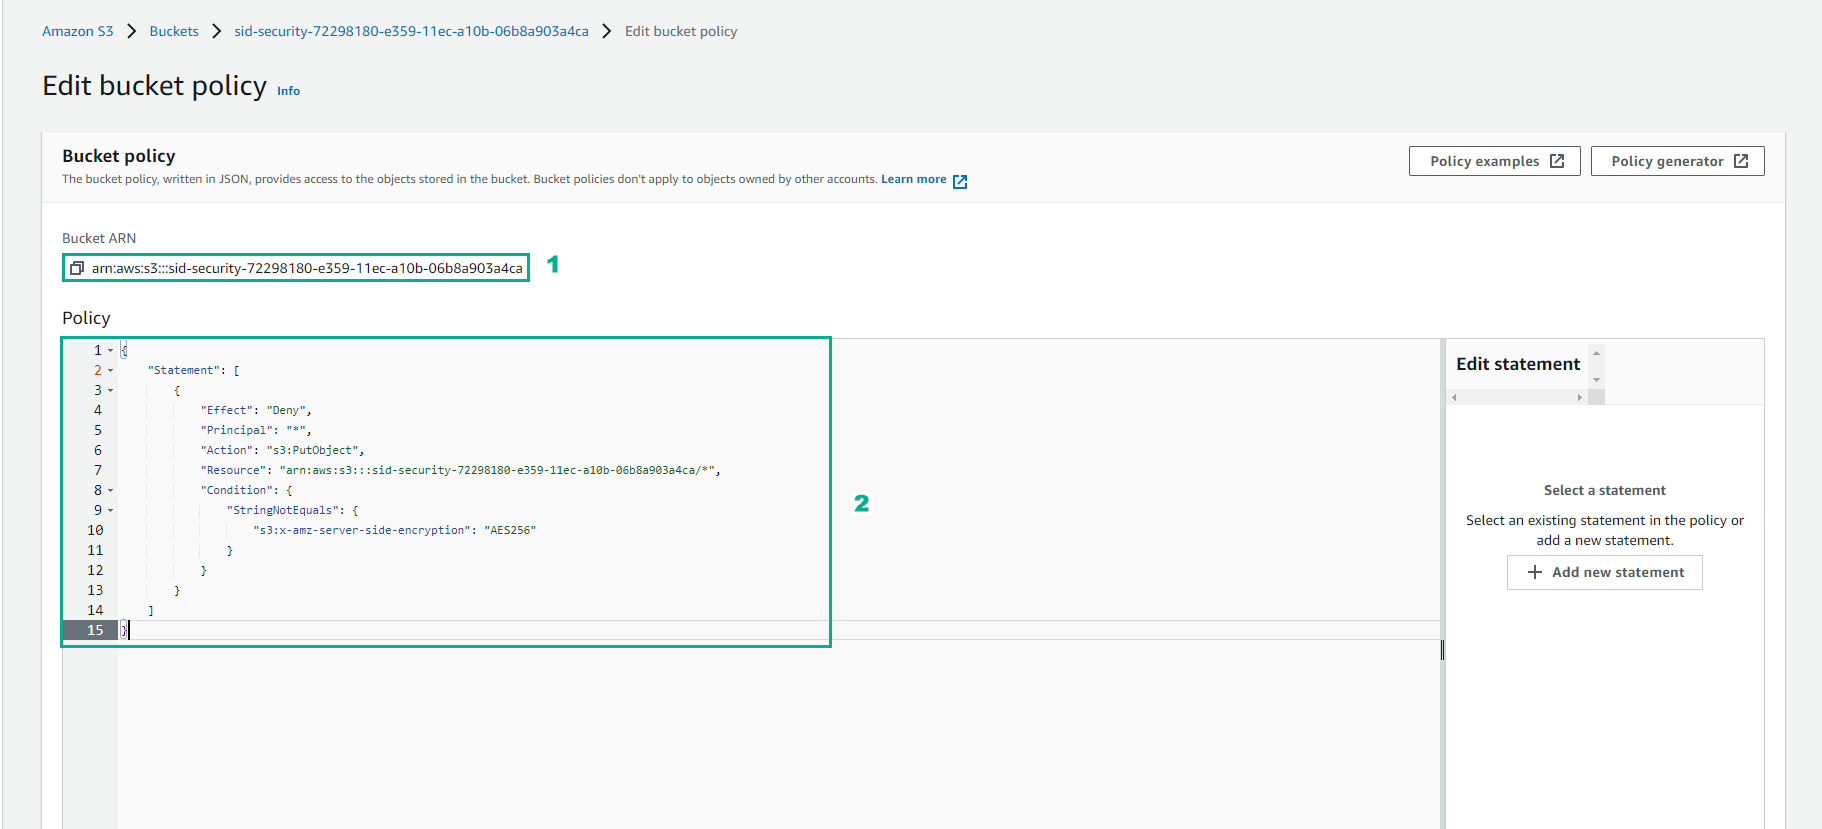 Amazon S3 > Buckets > sid-security-72298180-e359-11ec-a10b-06b8a903a4ca > Edit bucket policy
Edit bucket policy Info
Bucket policy
The bucket policy, written in JSON, provides access to the objects stored in the bucket. Bucket policies don't apply to objects owned by other accounts. Learn more
Policy examples
Policy generator
Bucket ARN
arn:aws:s3:::sid-security-72298180-e359-11ec-a10b-06b8a903a4ca 1
Policy
1 {
2 "Statement": [
3 {
4 "Effect": "Deny",
5 "Principal": "*",
6 "Action": "s3:PutObject",
7 "Resource": "arn:aws:s3:::sid-security-72298180-e359-11ec-a10b-06b8a903a4ca/*",
8 "Condition": {
9 "StringNotEquals": {
10 "s3:x-amz-server-side-encryption": "AES256"
11 }
12 }
13 }
14 ]
15 }
2
Edit statement
Select a statement
Select an existing statement in the policy or
add a new statement.
+ Add new statement